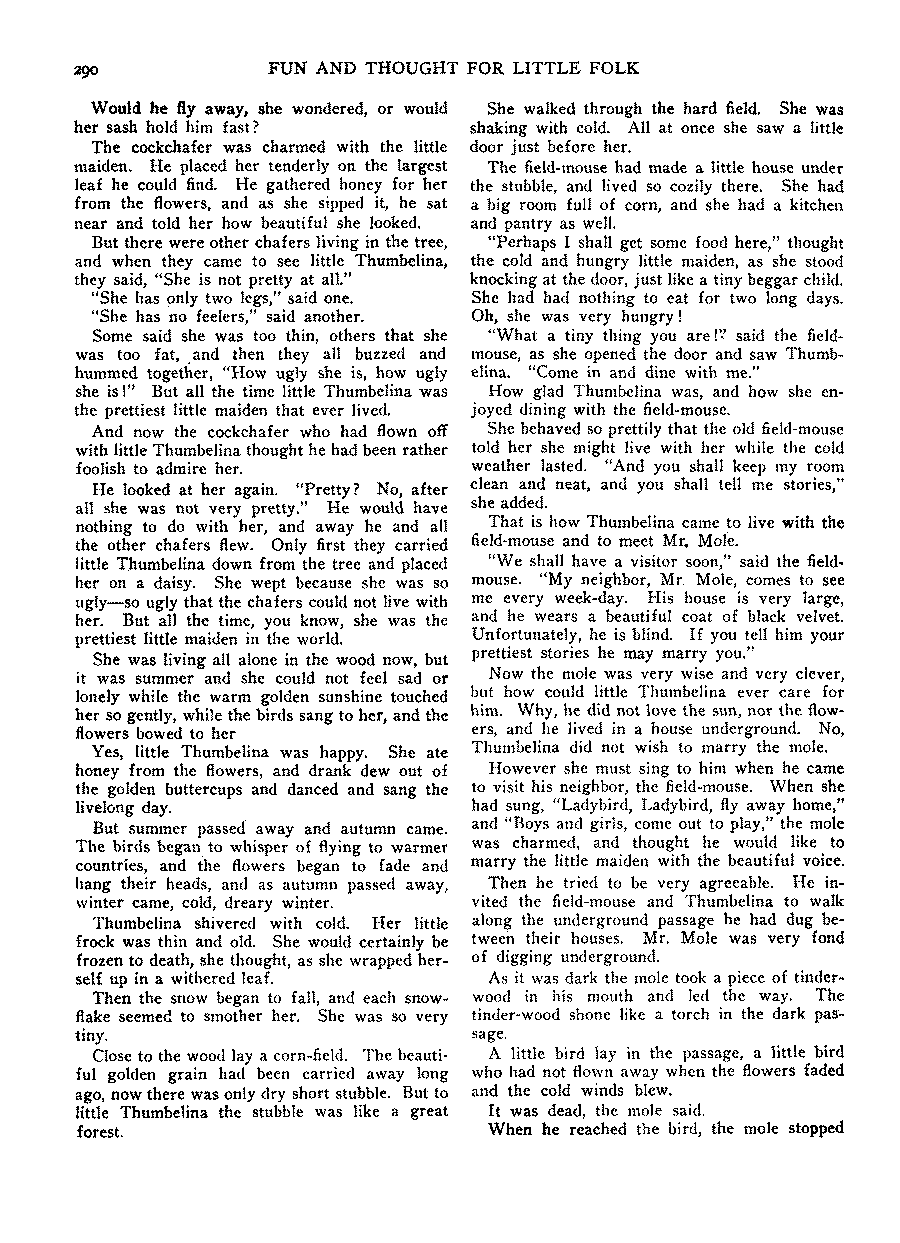 290 FUN AND THOUGHT FOR LITTLE FOLK
Would he fly away, she wondered, or would
her sash hold him fast?
The cockchafer was charmed with the little
maiden. He placed her tenderly on the largest
leaf he could find. He gathered honey for her
from the flowers, and as she sipped it, he sat
near and told her how beautiful she looked.
But there were other chafers living in the tree,
and when they came to see little Thumbelina,
they said, "She is not pretty at all."
"She has only two legs," said one.
"She has no feelers," said another.
Some said she was too thin, others that she
was too fat, and then they all buzzed and
hummed together, "How ugly she is, how ugly
she is!" But all the time little Thumbelina was
the prettiest little maiden that ever lived.
And now the cockchafer who had flown off
with little Thumbelina thought he had been rather
foolish to admire her.
He looked at her again. "Pretty? No, after
all she was not very pretty." He would have
nothing to do with her, and away he and all
the other chafers flew. Only first they carried
little Thumbelina down from the tree and placed
her on a daisy. She wept because she was so
ugly—so ugly that the chafers could not live with
her. But all the time, you know, she was the
prettiest little maiden in the world.
She was living all alone in the wood now, but
it was summer and she could not feel sad or
lonely while the warm golden sunshine touched
her so gently, while the birds sang to her, and the
flowers bowed to her
Yes, little Thumbelina was happy. She ate
honey from the flowers, and drank dew out of
the golden buttercups and danced and sang the
livelong day.
But summer passed away and autumn came.
The birds began to whisper of flying to warmer
countries, and the flowers began to fade and
hang their heads, and as autumn passed away,
winter came, cold, dreary winter.
Thumbelina shivered with cold. Her little
frock was thin and old. She would certainly be
frozen to death, she thought, as she wrapped her-
self up in a withered leaf.
Then the snow began to fall, and each snow-
flake seemed to smother her. She was so very
tiny.
Close to the wood lay a corn-field. The beauti-
ful golden grain had been carried away long
ago, now there was only dry short stubble. But to
little Thumbelina the stubble was like a great
forest.
She walked through the hard field. She was
shaking with cold. All at once she saw a little
door just before her.
The field-mouse had made a little house under
the stubble, and lived so cozily there. She had
a big room full of corn, and she had a kitchen
and pantry as well.
"Perhaps I shall get some food here," thought
the cold and hungry little maiden, as she stood
knocking at the door, just like a tiny beggar child.
She had had nothing to eat for two long days.
Oh, she was very hungry!
"What a tiny thing you are!" said the field-
mouse, as she opened the door and saw Thumb-
elina. "Come in and dine with me."
How glad Thumbelina was, and how she en-
joyed dining with the field-mouse.
She behaved so prettily that the old field-mouse
told her she might live with her while the cold
weather lasted. "And you shall keep my room
clean and neat, and you shall tell me stories,"
she added.
That is how Thumbelina came to live with the
field-mouse and to meet Mr. Mole.
"We shall have a visitor soon," said the field-
mouse. "My neighbor, Mr. Mole, comes to see
me every week-day. His house is very large,
and he wears a beautiful coat of black velvet.
Unfortunately, he is blind. If you tell him your
prettiest stories he may marry you."
Now the mole was very wise and very clever,
but how could little Thumbelina ever care for
him. Why, he did not love the sun, nor the flow-
ers, and he lived in a house underground. No,
Thumbelina did not wish to marry the mole.
However she must sing to him when he came
to visit his neighbor, the field-mouse. When she
had sung, "Ladybird, Ladybird, fly away home,"
and "Boys and girls, come out to play," the mole
was charmed, and thought he would like to
marry the little maiden with the beautiful voice.
Then he tried to be very agreeable. He in-
vited the field-mouse and Thumbelina to walk
along the underground passage he had dug be-
tween their houses. Mr. Mole was very fond
of digging underground.
As it was dark the mole took a piece of tinder-
wood in his mouth and led the way. The
tinder-wood shone like a torch in the dark pas-
sage.
A little bird lay in the passage, a little bird
who had not flown away when the flowers faded
and the cold winds blew.
It was dead, the mole said.
When he reached the bird, the mole stopped